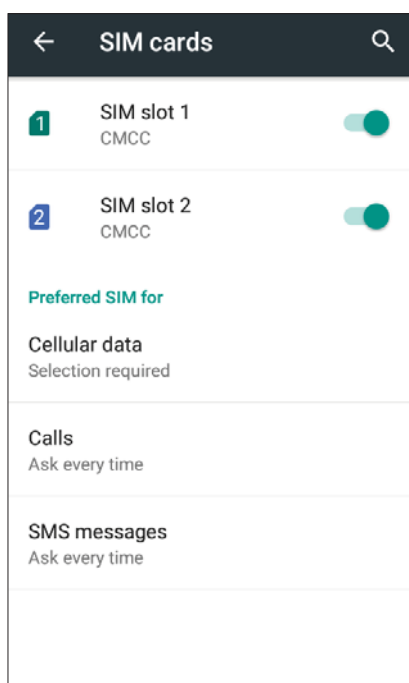 SIM cards
1
SIM slot 1
CMCC
2
SIM slot 2
CMCC
Preferred SIM for
Cellular data
Selection required
Calls
Ask every time
SMS messages
Ask every time